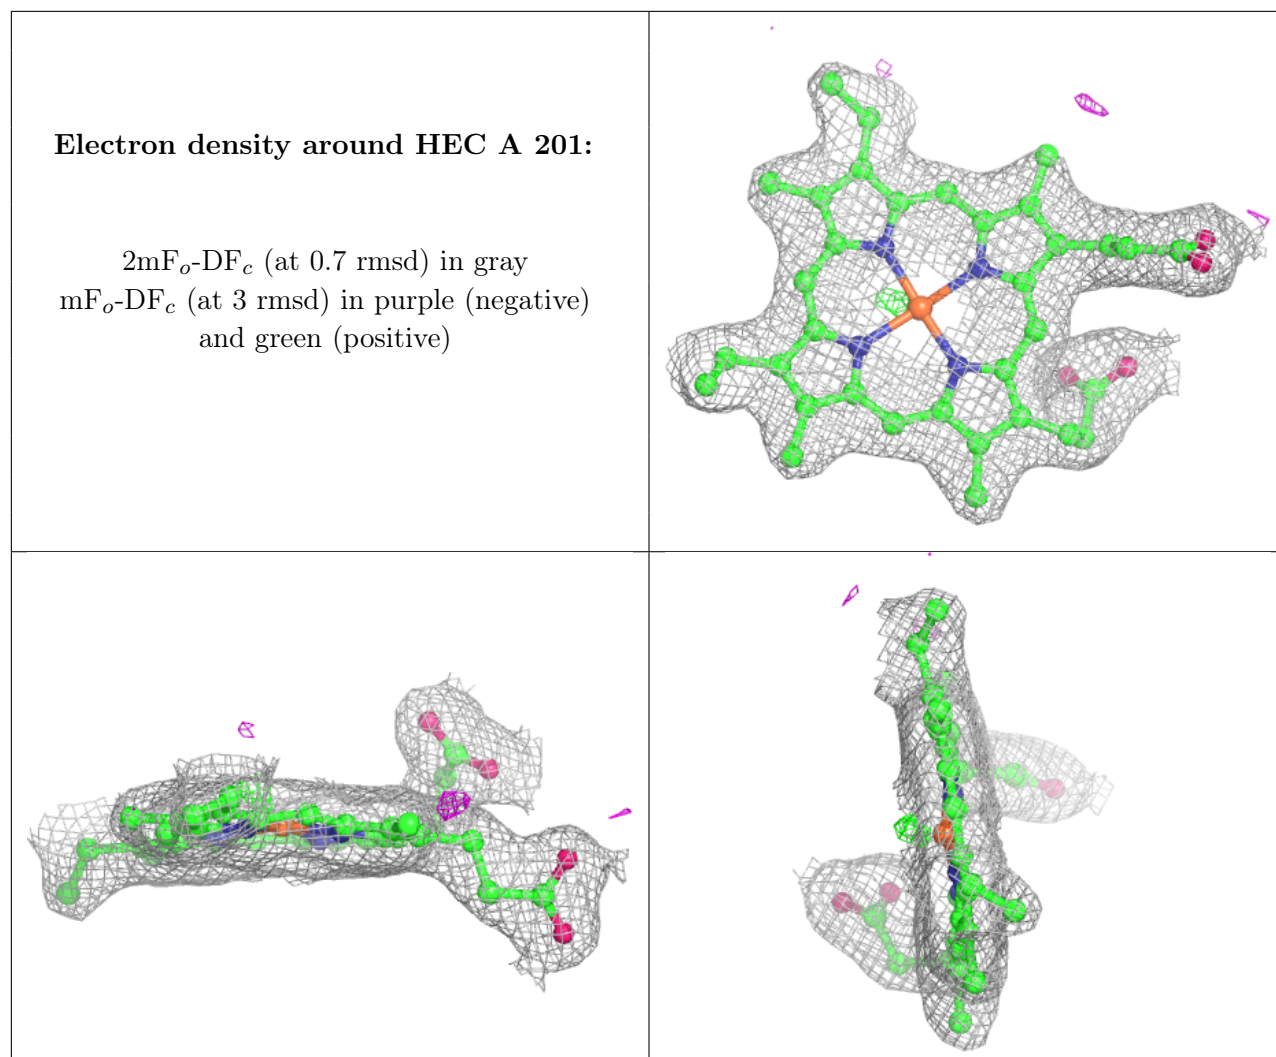 Electron density around HEC A 201:
2mFo-DFc (at 0.7 rmsd) in gray
mFo-DFc (at 3 rmsd) in purple (negative)
and green (positive)